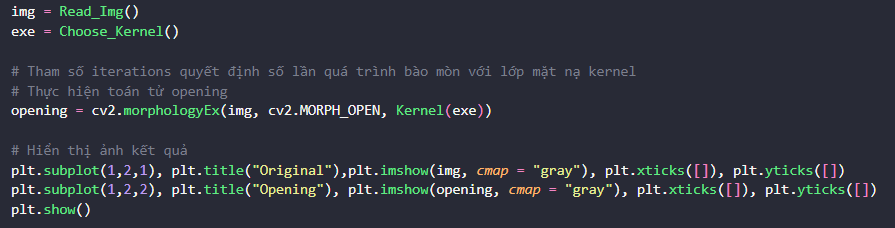 img = Read_Img()
exe = Choose_Kernel()
# Tham số iterations quyết định số lần quá trình bào mòn với lớp mặt nạ kernel
# Thực hiện toán tử opening
opening = cv2.morphologyEx(img, cv2.MORPH_OPEN, Kernel(exe))
# Hiển thị ảnh kết quả
plt.subplot(1,2,1), plt.title("Original"),plt.imshow(img, cmap = "gray"), plt.xticks([]), plt.yticks([])
plt.subplot(1,2,2), plt.title("Opening"), plt.imshow(opening, cmap = "gray"), plt.xticks([]), plt.yticks([])
plt.show()